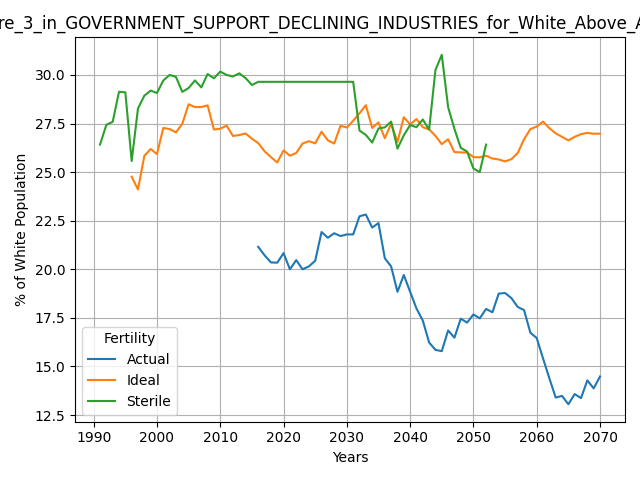 re_3_in_GOVERNMENT_SUPPORT_DECLINING_INDUSTRIES_for_White_Above_A
30.0
27.5
25.0
22.5
20.0
17.5
15.0
12.5
% of White Population
Fertility
Actual
Ideal
Sterile
1990 2000 2010 2020 2030 2040 2050 2060 2070
Years